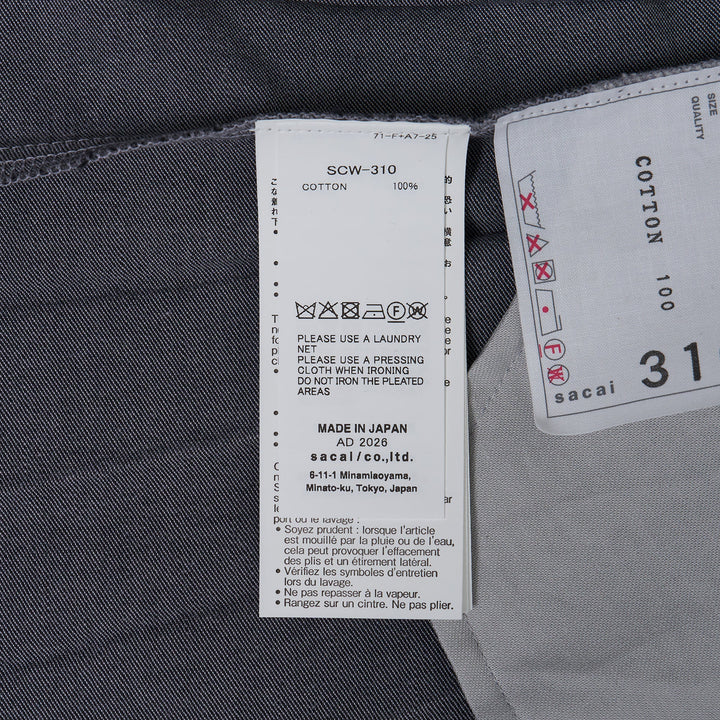 71-F+A7-25
SCW-310
COTTON 100%
PLEASE USE A LAUNDRY
NET
PLEASE USE A PRESSING
CLOTH WHEN IRONING
DO NOT IRON THE PLEATED
AREAS
MADE IN JAPAN
AD 2026
sacai/co.,ltd.
6-11-1 Minamiaoyama,
Minato-ku, Tokyo, Japan
port ou le lavage :
• Soyez prudent : lorsque l'article
est mouillé par la pluie ou de l'eau,
cela peut provoquer l'effacement
des plis et un étirement latéral.
• Vérifiez les symboles d'entretien
lors du lavage.
• Ne pas repasser à la vapeur.
• Rangez sur un cintre. Ne pas plier.
SIZE
QUALITY
COTTON 100
sacai 31